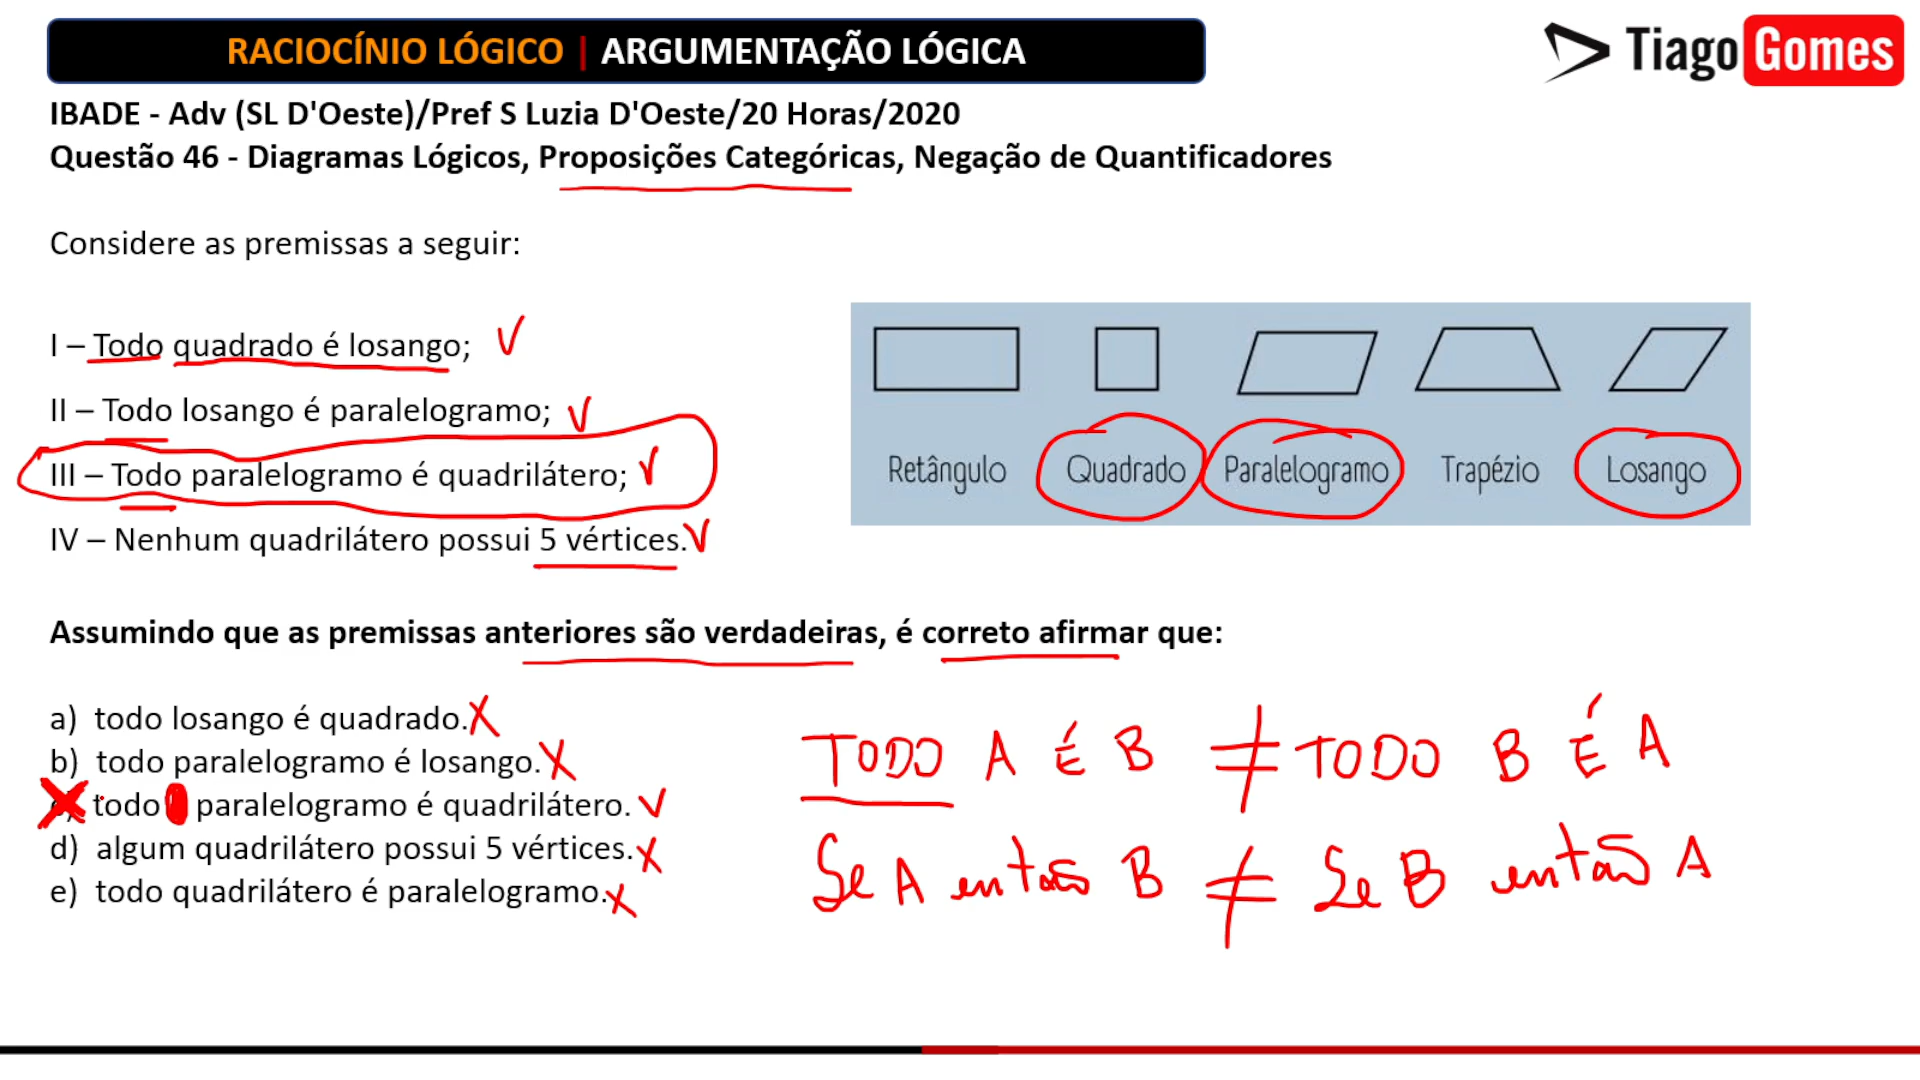 RACIOCÍNIO LÓGICO | ARGUMENTAÇÃO LÓGICA
Tiago Gomes
IBADE - Adv (SL D'Oeste)/Pref S Luzia D'Oeste/20 Horas/2020
Questão 46 - Diagramas Lógicos, Proposições Categóricas, Negação de Quantificadores
Considere as premissas a seguir:
I – Todo quadrado é losango;
II – Todo losango é paralelogramo;
III – Todo paralelogramo é quadrilátero;
IV – Nenhum quadrilátero possui 5 vértices.
Retângulo Quadrado Paralelogramo Trapézio Losango
Assumindo que as premissas anteriores são verdadeiras, é correto afirmar que:
a) todo losango é quadrado.
b) todo paralelogramo é losango.
c) todo paralelogramo é quadrilátero.
d) algum quadrilátero possui 5 vértices.
e) todo quadrilátero é paralelogramo.
TODO A É B ≠ TODO B É A
Se A então B ≠ Se B então A